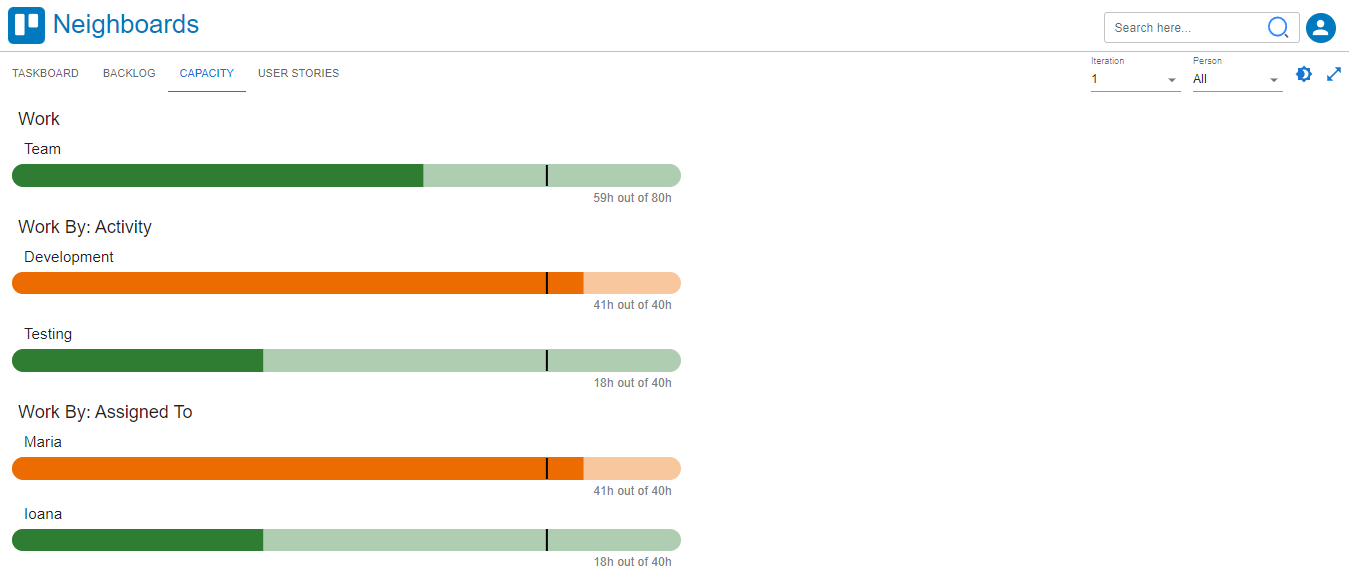 Neighboards
Search here...
TASKBOARD BACKLOG CAPACITY USER STORIES
Iteration Person
1 All
Work
Team
59h out of 80h
Work By: Activity
Development
41h out of 40h
Testing
18h out of 40h
Work By: Assigned To
Maria
41h out of 40h
Ioana
18h out of 40h